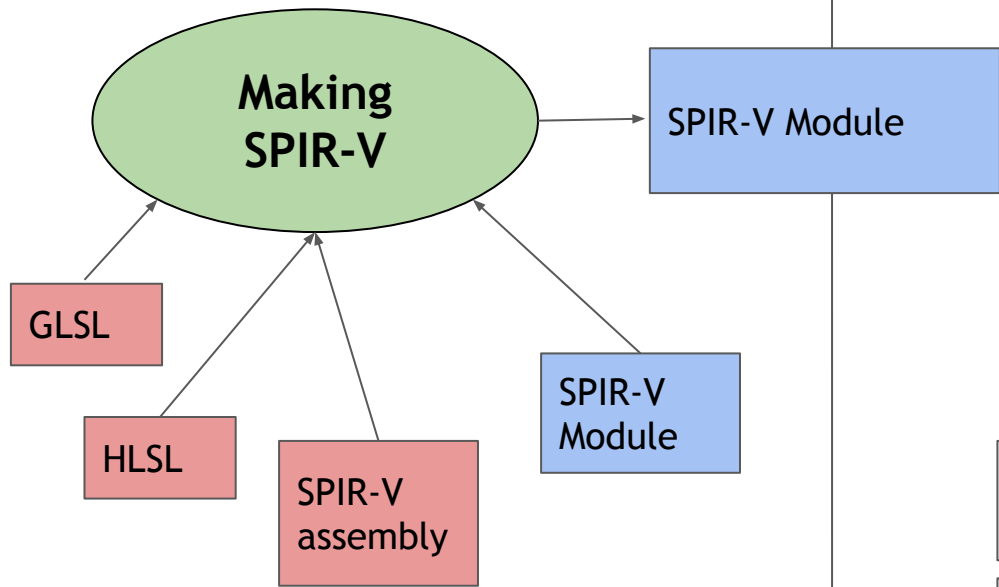 Making
SPIR-V
SPIR-V Module
GLSL
SPIR-V
Module
HLSL
SPIR-V
assembly